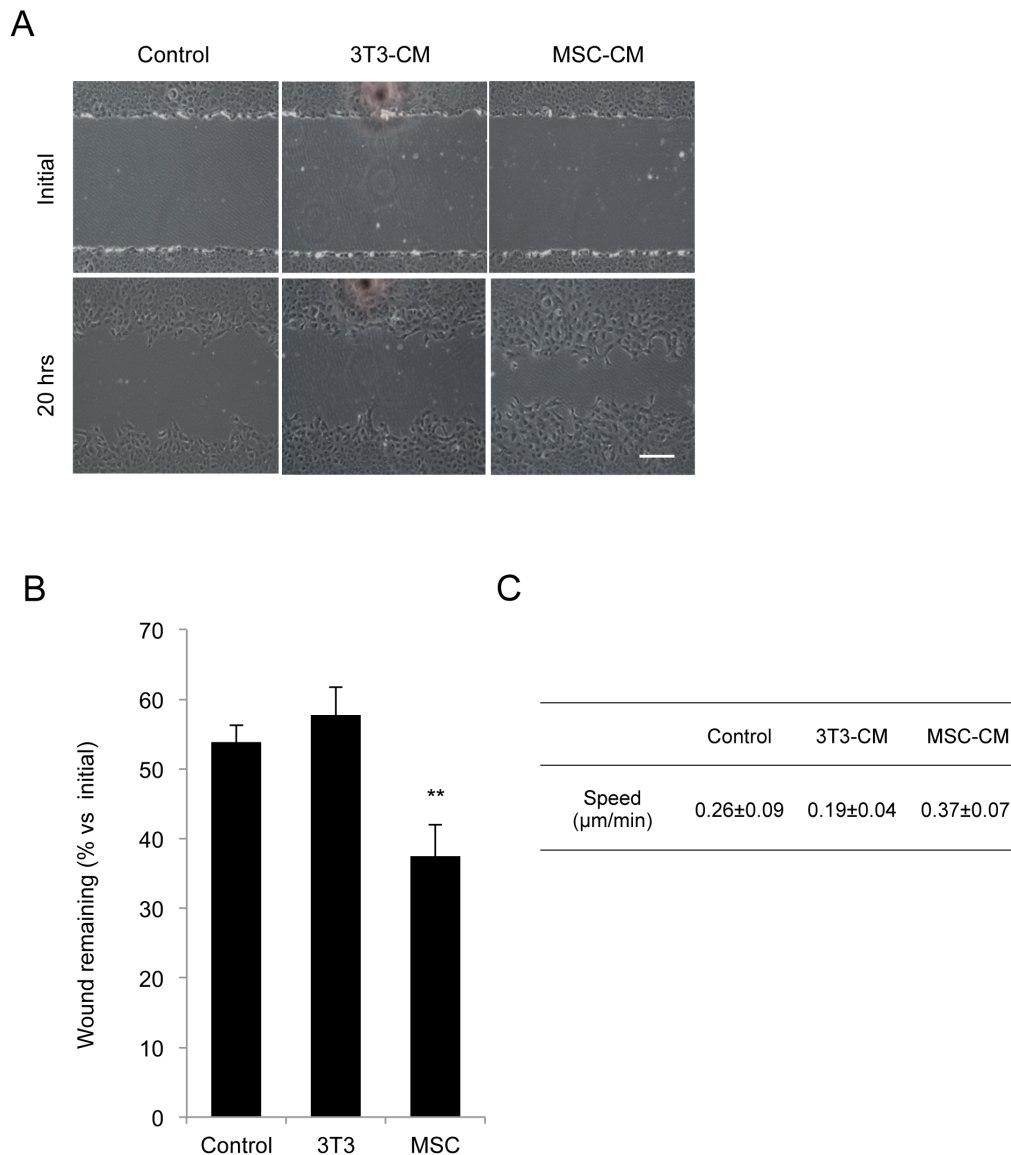 A
Control 3T3-CM MSC-CM
Initial
20 hrs
B
70
60
50
40
30
20
10
0
Wound remaining (% vs initial)
**
Control 3T3 MSC
C
Control 3T3-CM MSC-CM
Speed
(µm/min)
0.26±0.09 0.19±0.04 0.37±0.07